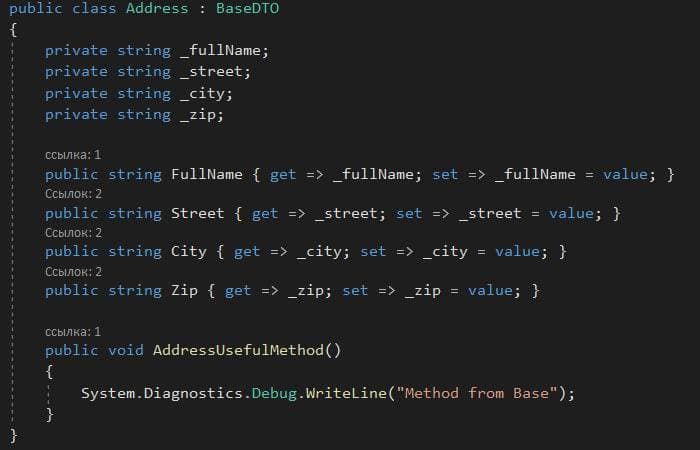 public class Address : BaseDTO
{
private string _fullName;
private string _street;
private string _city;
private string _zip;
ссылка: 1
public string FullName { get => _fullName; set => _fullName = value; }
Ссылок: 2
public string Street { get => _street; set => _street = value; }
Ссылок: 2
public string City { get => _city; set => _city = value; }
Ссылок: 2
public string Zip { get => _zip; set => _zip = value; }
ссылка: 1
public void AddressUsefulMethod()
{
System.Diagnostics.Debug.WriteLine("Method from Base");
}
}